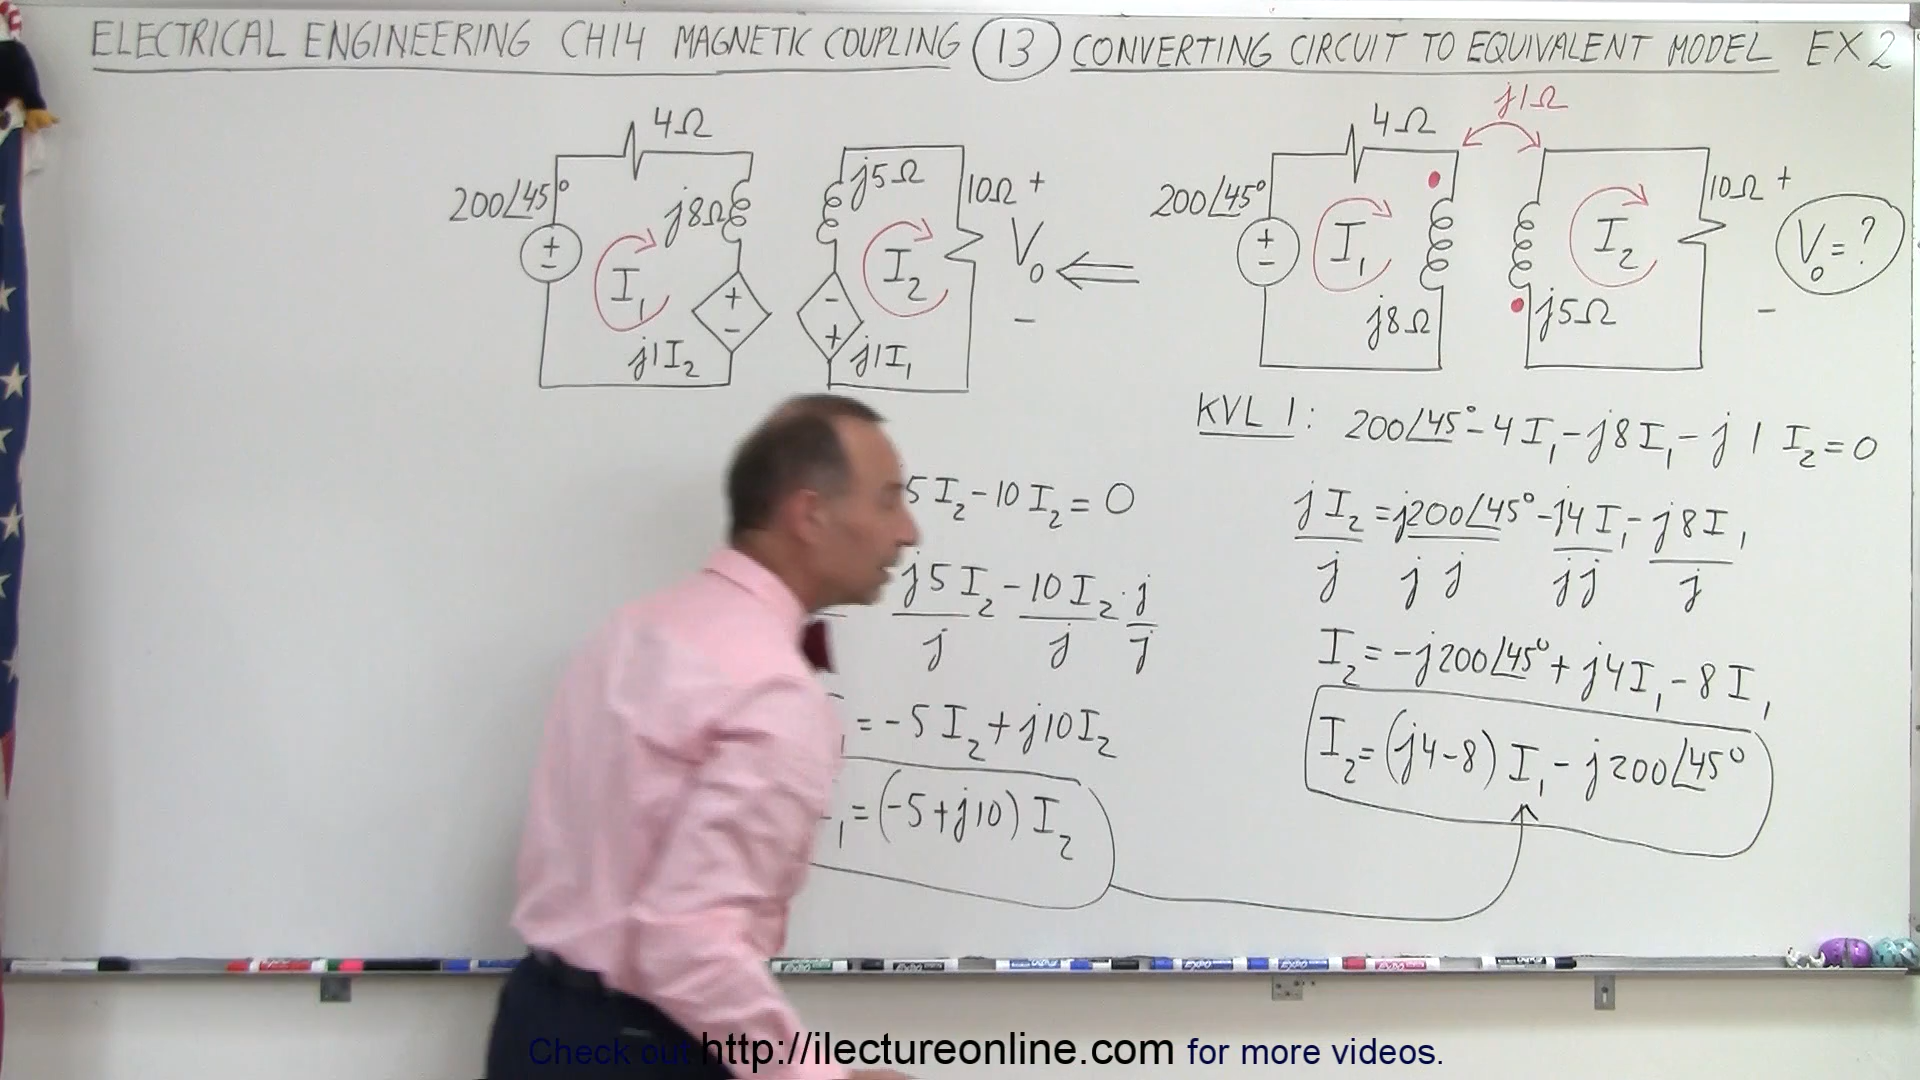 ELECTRICAL ENGINEERING CH14 MAGNETIC COUPLING 13 CONVERTING CIRCUIT TO EQUIVALENT MODEL EX 2
4Ω
200∠45°
+
-
I₁
j8Ω
+
-
j1I₂
j5Ω
-
+
j1I₁
I₂
10Ω
+
V₀
-
⇐
j1Ω
4Ω
200∠45°
+
-
I₁
j8Ω
j5Ω
I₂
10Ω
+
V₀=?
-
KVL 1: 200∠45°-4I₁-j8I₁-j1I₂=0
jI₂/j = j200∠45°/j j - j4I₁/jj - j8I₁/j
I₂=-j200∠45°+j4I₁-8I₁
I₂=(j4-8)I₁-j200∠45°
5I₂-10I₂=0
j5I₂/j - 10I₂/j · j/j
=-5I₂+j10I₂
₁=(-5+j10)I₂
EXPO
Check out http://ilectureonline.com for more videos.